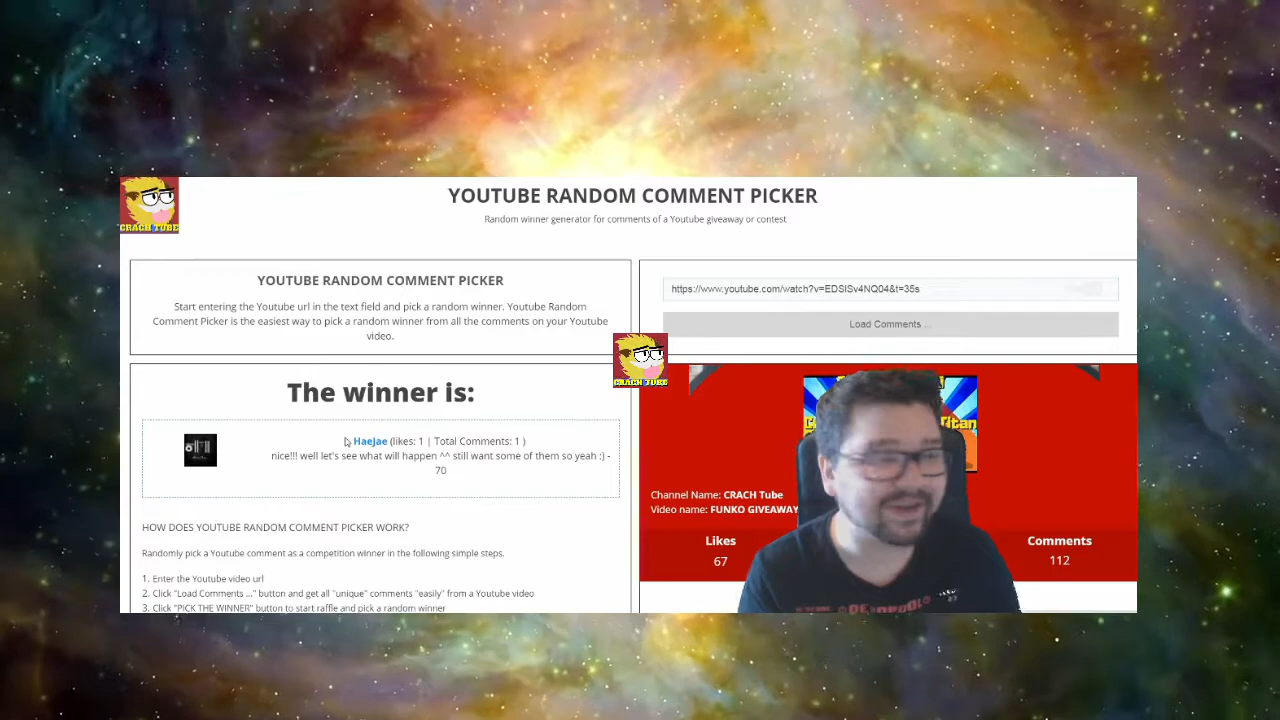 CRACH TUBE
YOUTUBE RANDOM COMMENT PICKER
Random winner generator for comments of a Youtube giveaway or contest
YOUTUBE RANDOM COMMENT PICKER
Start entering the Youtube url in the text field and pick a random winner. Youtube Random
Comment Picker is the easiest way to pick a random winner from all the comments on your Youtube
video.
https://www.youtube.com/watch?v=EDSlSv4NQ04&t=35s
Load Comments ...
CRACH TUBE
The winner is:
HaeJae (likes: 1 | Total Comments: 1 )
nice!!! well let's see what will happen ^^ still want some of them so yeah :) -
70
Titan
Channel Name: CRACH Tube
Video name: FUNKO GIVEAWAY
Likes
67
Comments
112
HOW DOES YOUTUBE RANDOM COMMENT PICKER WORK?
Randomly pick a Youtube comment as a competition winner in the following simple steps.
1. Enter the Youtube video url
2. Click "Load Comments ..." button and get all "unique" comments "easily" from a Youtube video
3. Click "PICK THE WINNER" button to start raffle and pick a random winner
DEADPOOL